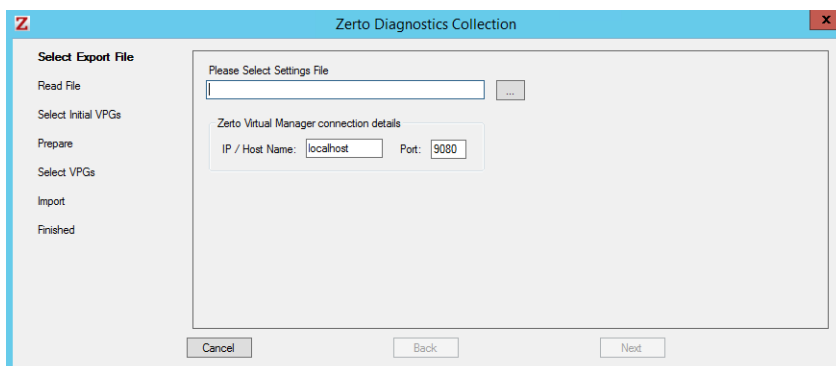 Z
Zerto Diagnostics Collection
x
Select Export File
Read File
Select Initial VPGs
Prepare
Select VPGs
Import
Finished
Please Select Settings File
...
Zerto Virtual Manager connection details
IP / Host Name: localhost Port: 9080
Cancel Back Next